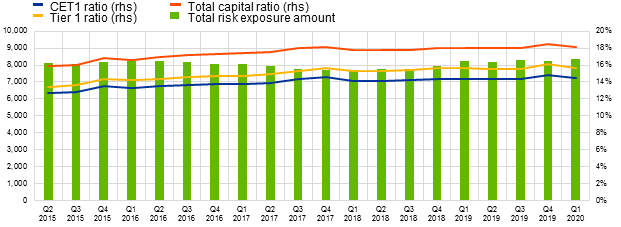 CET1 ratio (rhs) Total capital ratio (rhs)
Tier 1 ratio (rhs) Total risk exposure amount
10,000 20%
9,000 18%
8,000 16%
7,000 14%
6,000 12%
5,000 10%
4,000 8%
3,000 6%
2,000 4%
1,000 2%
0 0%
Q2 Q3 Q4 Q1 Q2 Q3 Q4 Q1 Q2 Q3 Q4 Q1 Q2 Q3 Q4 Q1 Q2 Q3 Q4 Q1
2015 2015 2015 2016 2016 2016 2016 2017 2017 2017 2017 2018 2018 2018 2018 2019 2019 2019 2019 2020